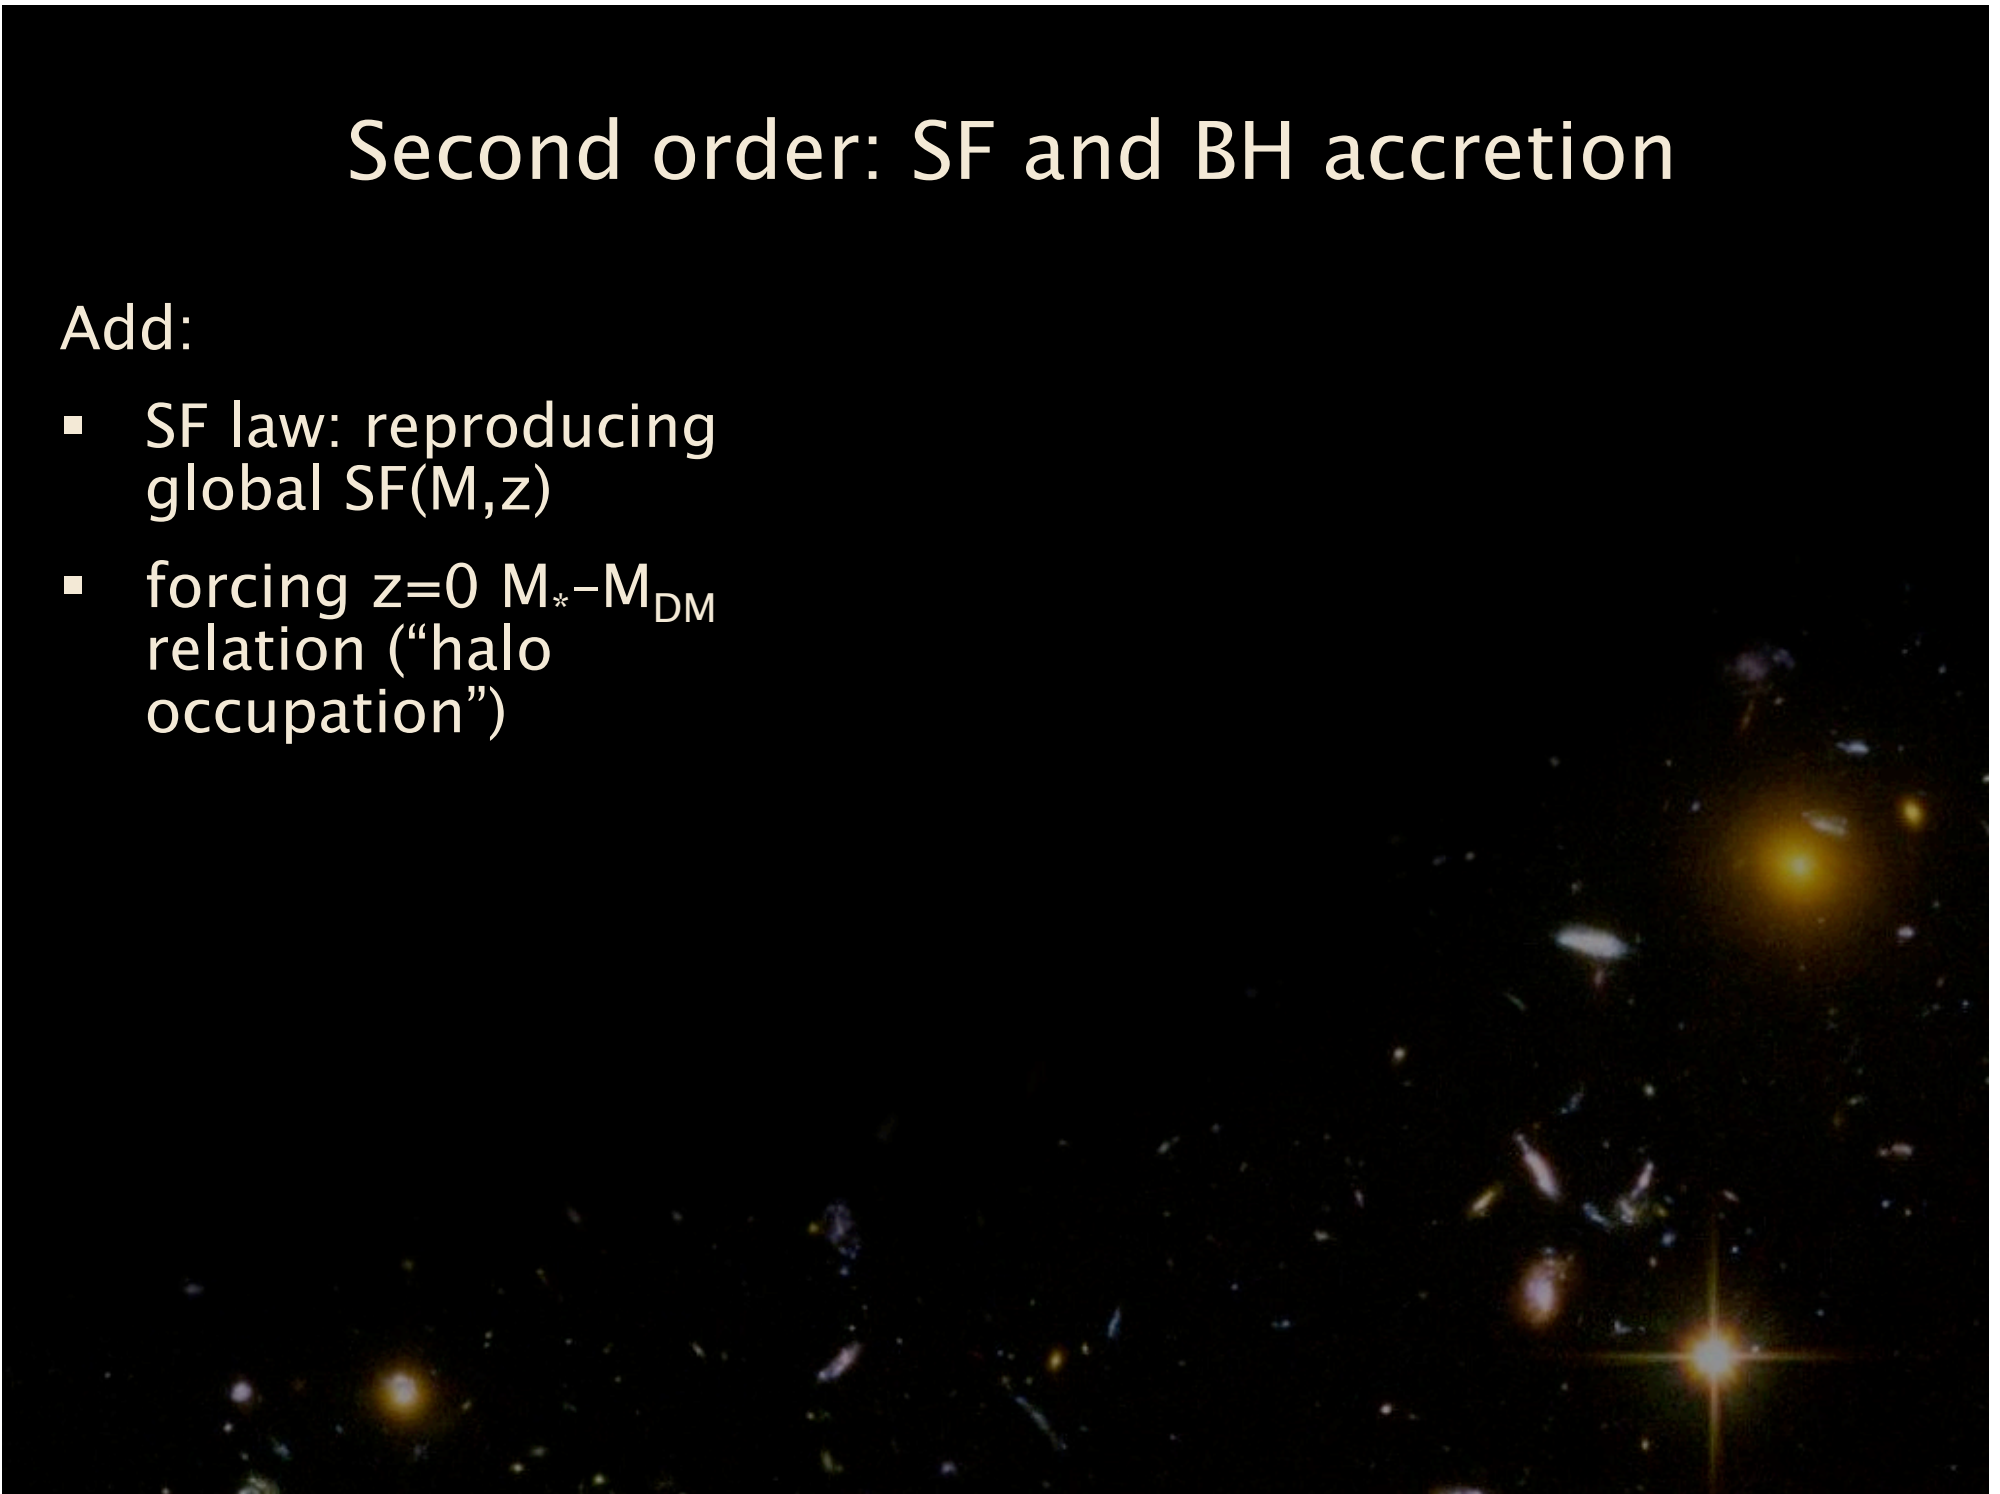 Second order: SF and BH accretion
Add:
▪ SF law: reproducing
global SF(M,z)
▪ forcing z=0 M*–MDM
relation (“halo
occupation”)